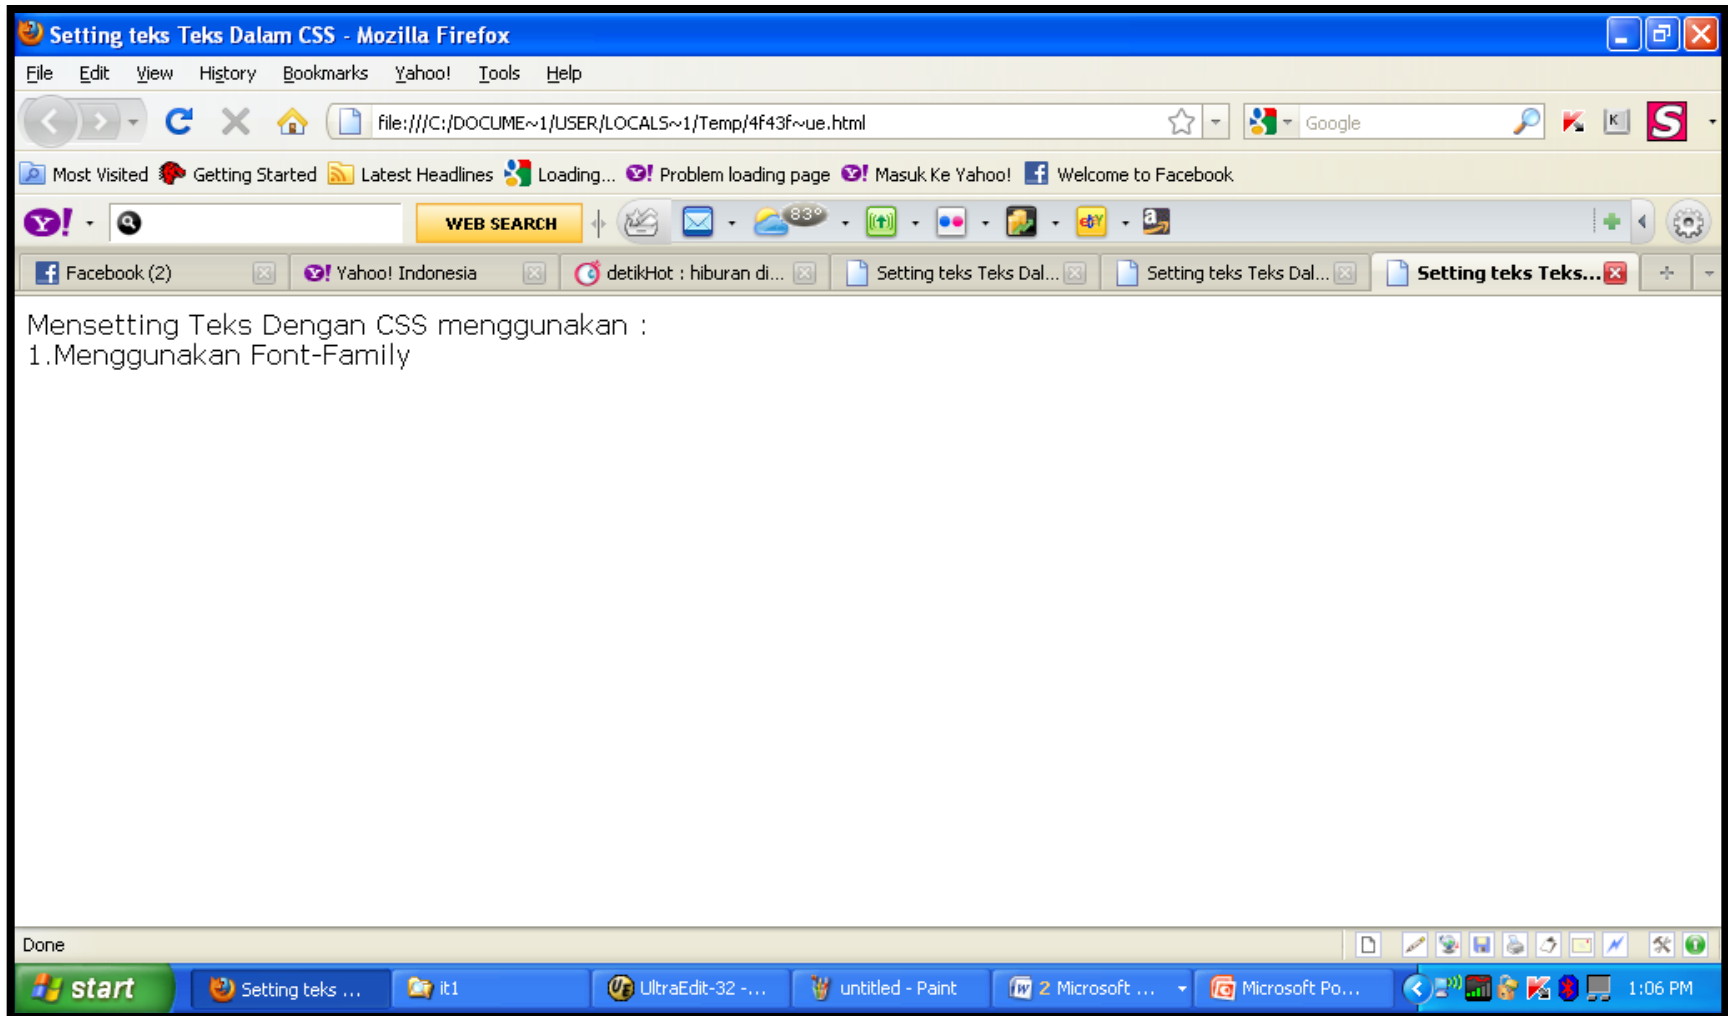 Setting teks Teks Dalam CSS - Mozilla Firefox
File Edit View History Bookmarks Yahoo! Tools Help
file:///C:/DOCUME~1/USER/LOCALS~1/Temp/4f43f~ue.html Google K S
Most Visited Getting Started Latest Headlines Loading... Y! Problem loading page Y! Masuk Ke Yahoo! f Welcome to Facebook
Y! WEB SEARCH 83° ebY a
f Facebook (2) Y! Yahoo! Indonesia detikHot : hiburan di... Setting teks Teks Dal... Setting teks Teks Dal... Setting teks Teks...
Mensetting Teks Dengan CSS menggunakan :
1.Menggunakan Font-Family
Done
start Setting teks ... it1 UE UltraEdit-32 -... untitled - Paint W 2 Microsoft ... Microsoft Po... 1:06 PM